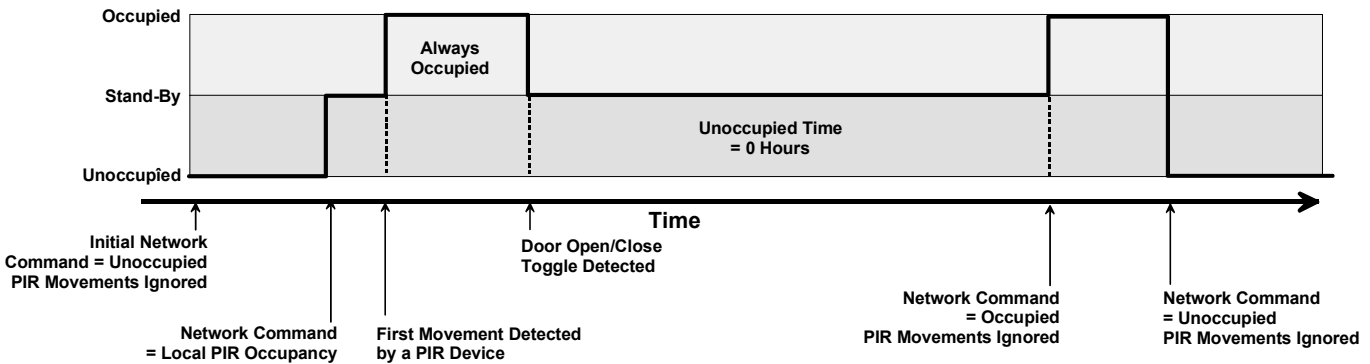 Occupied
Always
Occupied
Stand-By
Unoccupied Time
= 0 Hours
Unoccupied
Time
Initial Network
Command = Unoccupied
PIR Movements Ignored
Network Command
= Local PIR Occupancy
First Movement Detected
by a PIR Device
Door Open/Close
Toggle Detected
Network Command
= Occupied
PIR Movements Ignored
Network Command
= Unoccupied
PIR Movements Ignored